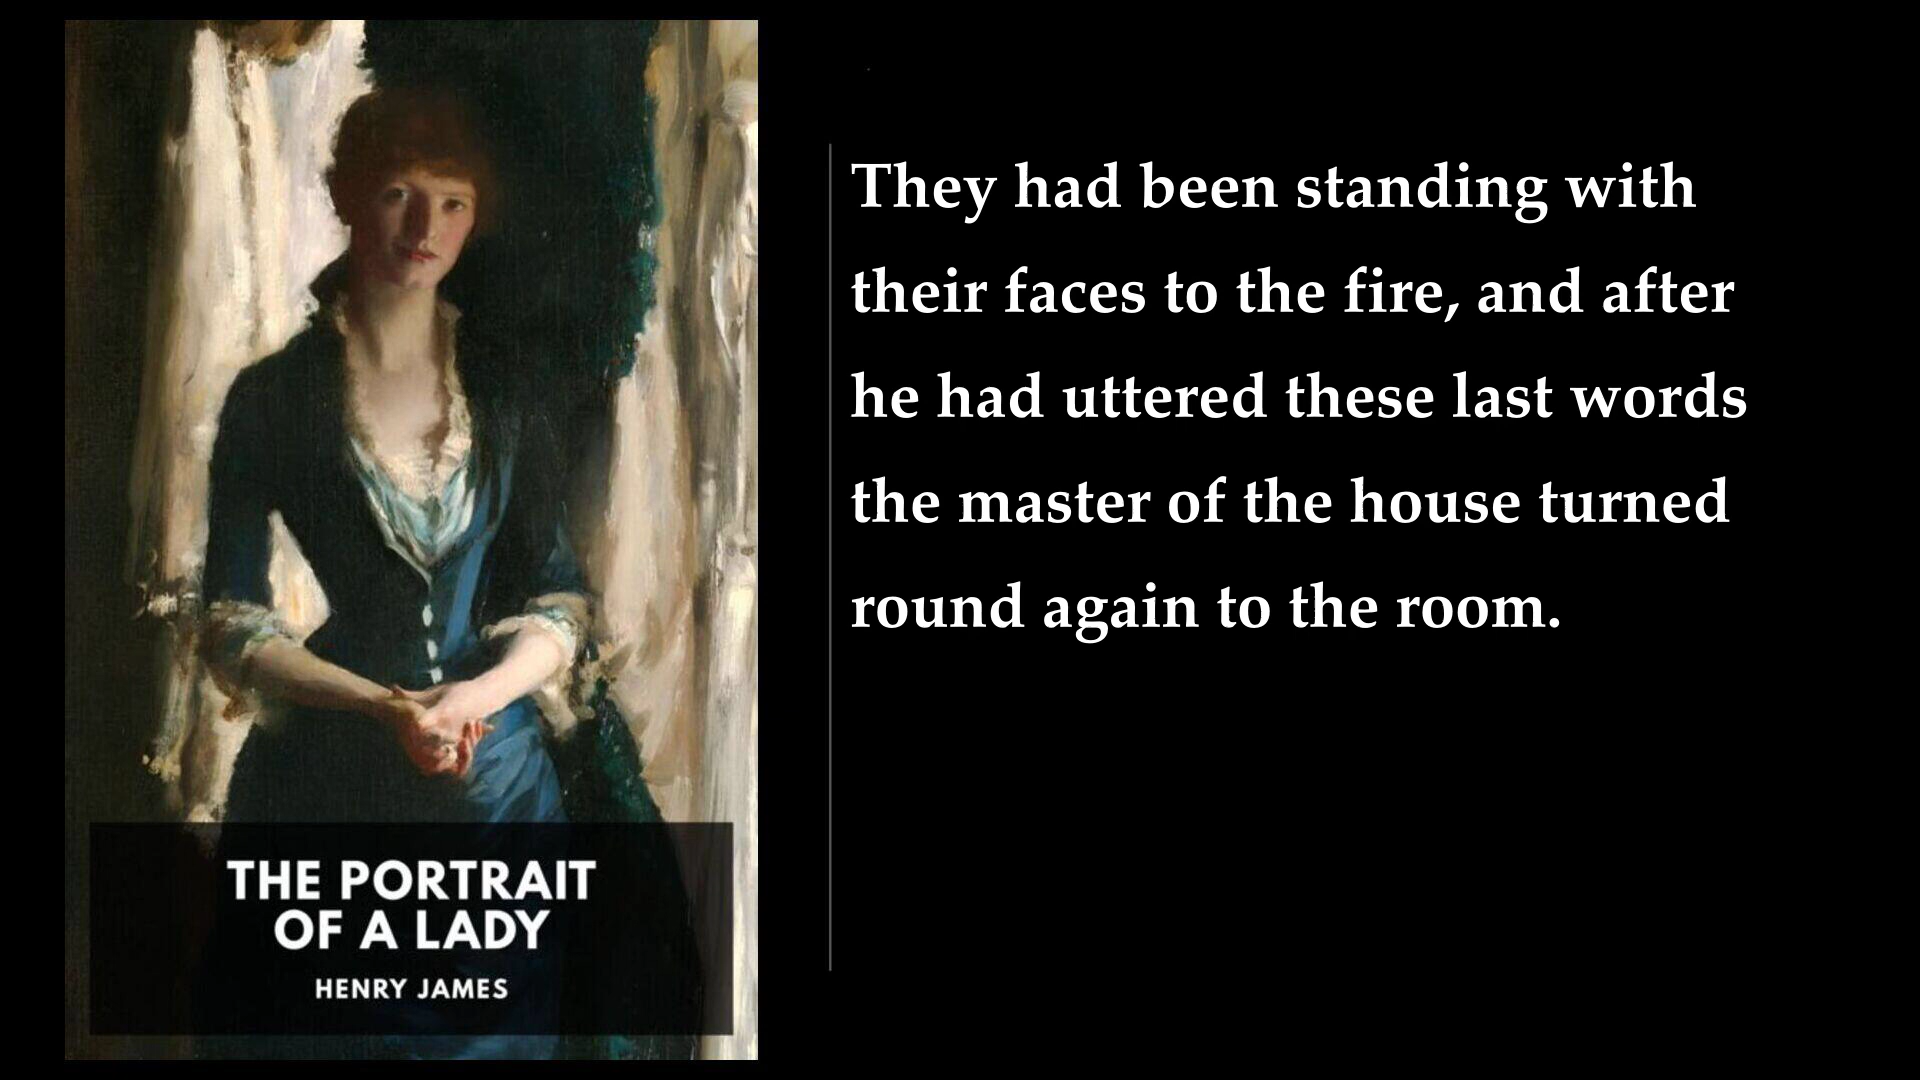 They had been standing with
their faces to the fire, and after
he had uttered these last words
the master of the house turned
round again to the room.
THE PORTRAIT
OF A LADY
HENRY JAMES